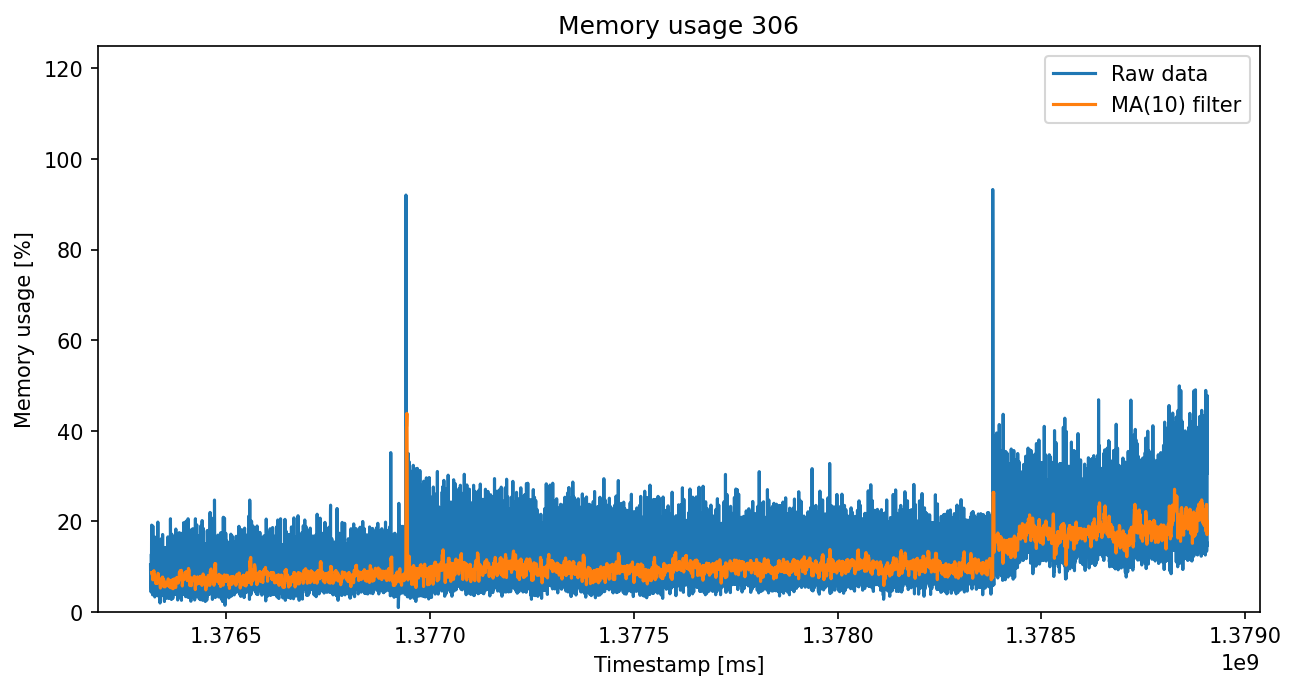 Memory usage 306
Raw data
MA(10) filter
Memory usage [%]
120
100
80
60
40
20
0
1.3765 1.3770 1.3775 1.3780 1.3785 1.3790
1e9
Timestamp [ms]